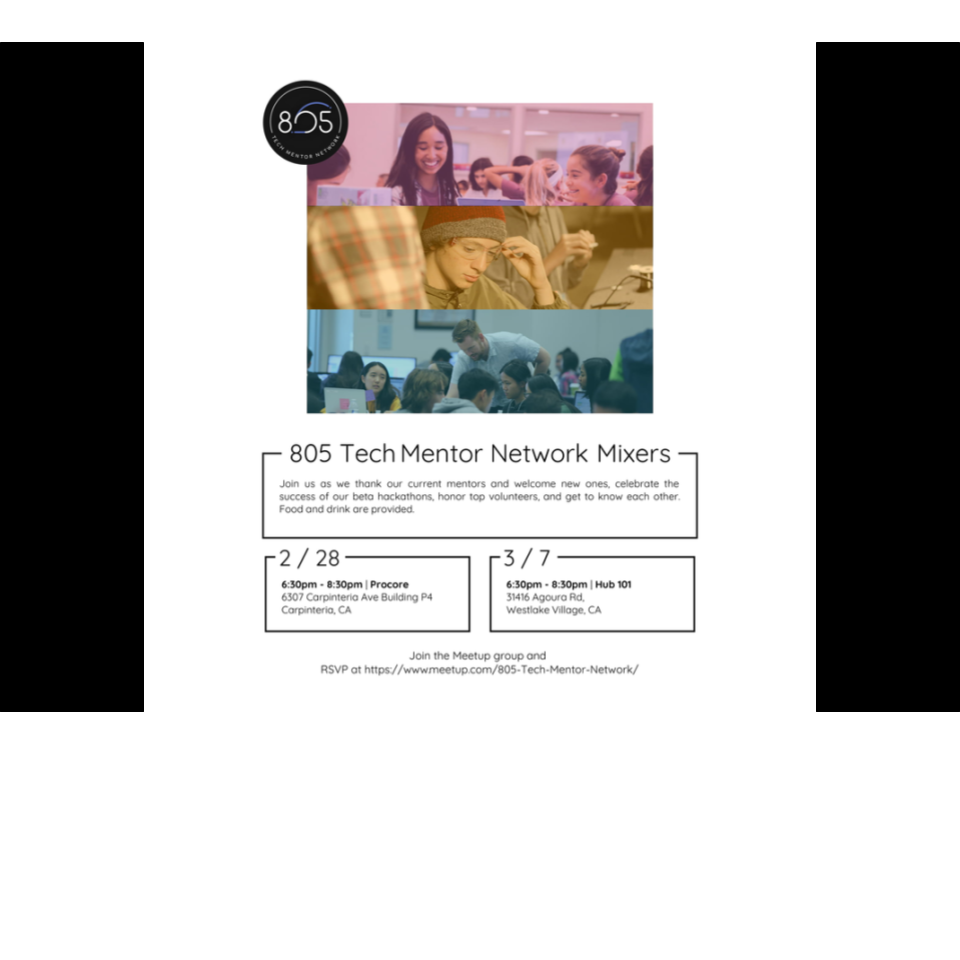 805
TECH MENTOR NETWORK
805 Tech Mentor Network Mixers
Join us as we thank our current mentors and welcome new ones, celebrate the
success of our beta hackathons, honor top volunteers, and get to know each other.
Food and drink are provided.
2 / 28
6:30pm - 8:30pm | Procore
6307 Carpinteria Ave Building P4
Carpinteria, CA
3 / 7
6:30pm - 8:30pm | Hub 101
31416 Agoura Rd,
Westlake Village, CA
Join the Meetup group and
RSVP at https://www.meetup.com/805-Tech-Mentor-Network/